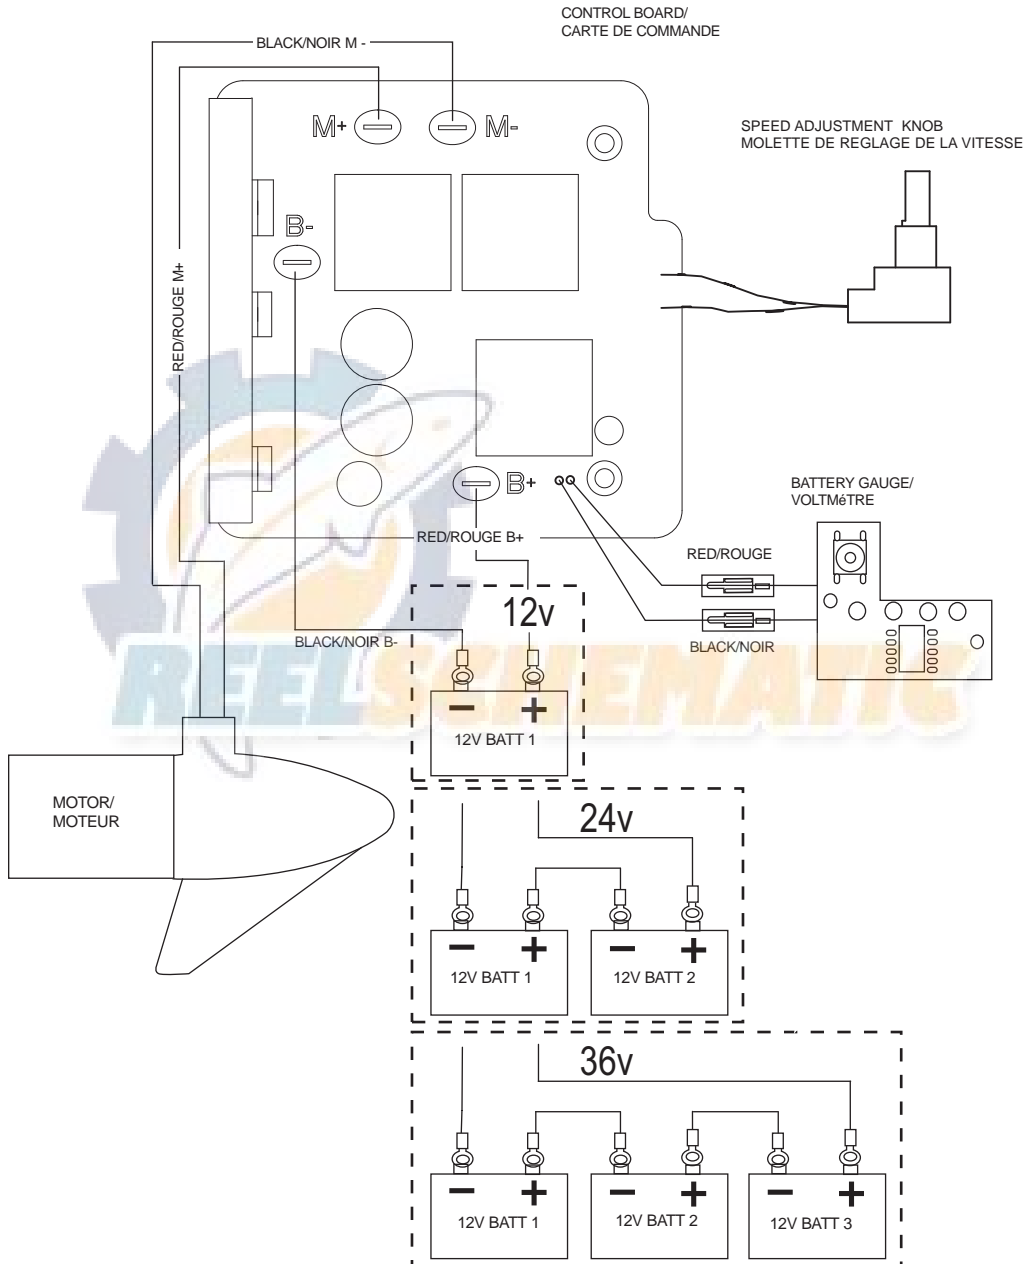 CONTROL BOARD/
CARTE DE COMMANDE
BLACK/NOIR M -
M+
M-
SPEED ADJUSTMENT KNOB
MOLETTE DE REGLAGE DE LA VITESSE
B-
RED/ROUGE M+
B+
BATTERY GAUGE/
VOLTMéTRE
RED/ROUGE B+
RED/ROUGE
12v
BLACK/NOIR B-
BLACK/NOIR
REELSCHEMATIC
- +
12V BATT 1
MOTOR/
MOTEUR
24v
- + - +
12V BATT 1
12V BATT 2
36v
- + - + - +
12V BATT 1
12V BATT 2
12V BATT 3